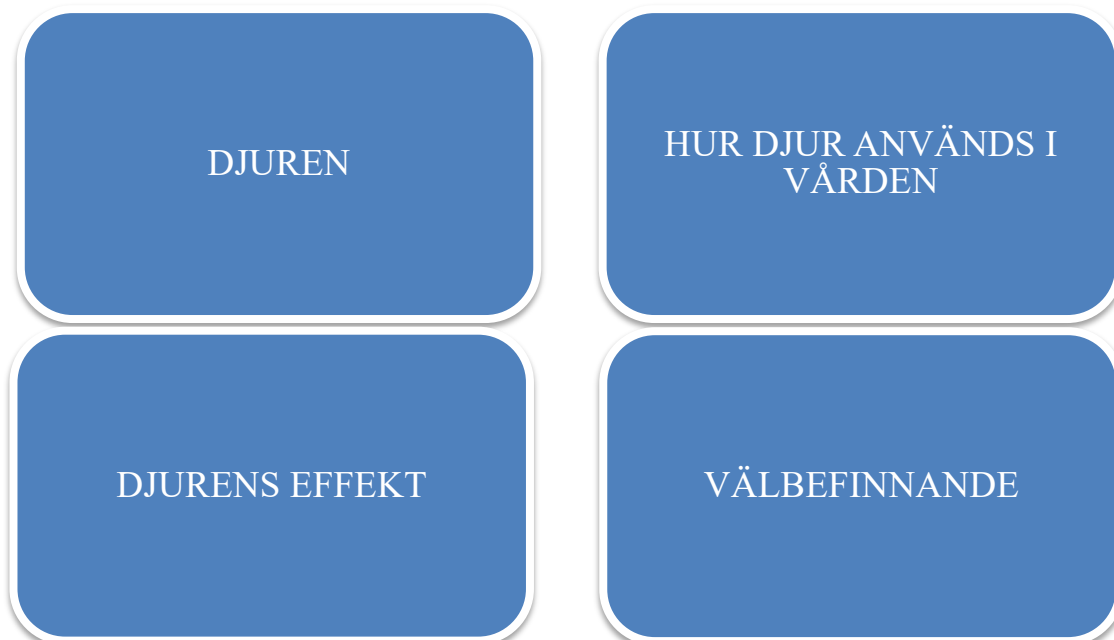 DJUREN
HUR DJUR ANVÄNDS I
VÅRDEN
DJURENS EFFEKT
VÄLBEFINNANDE